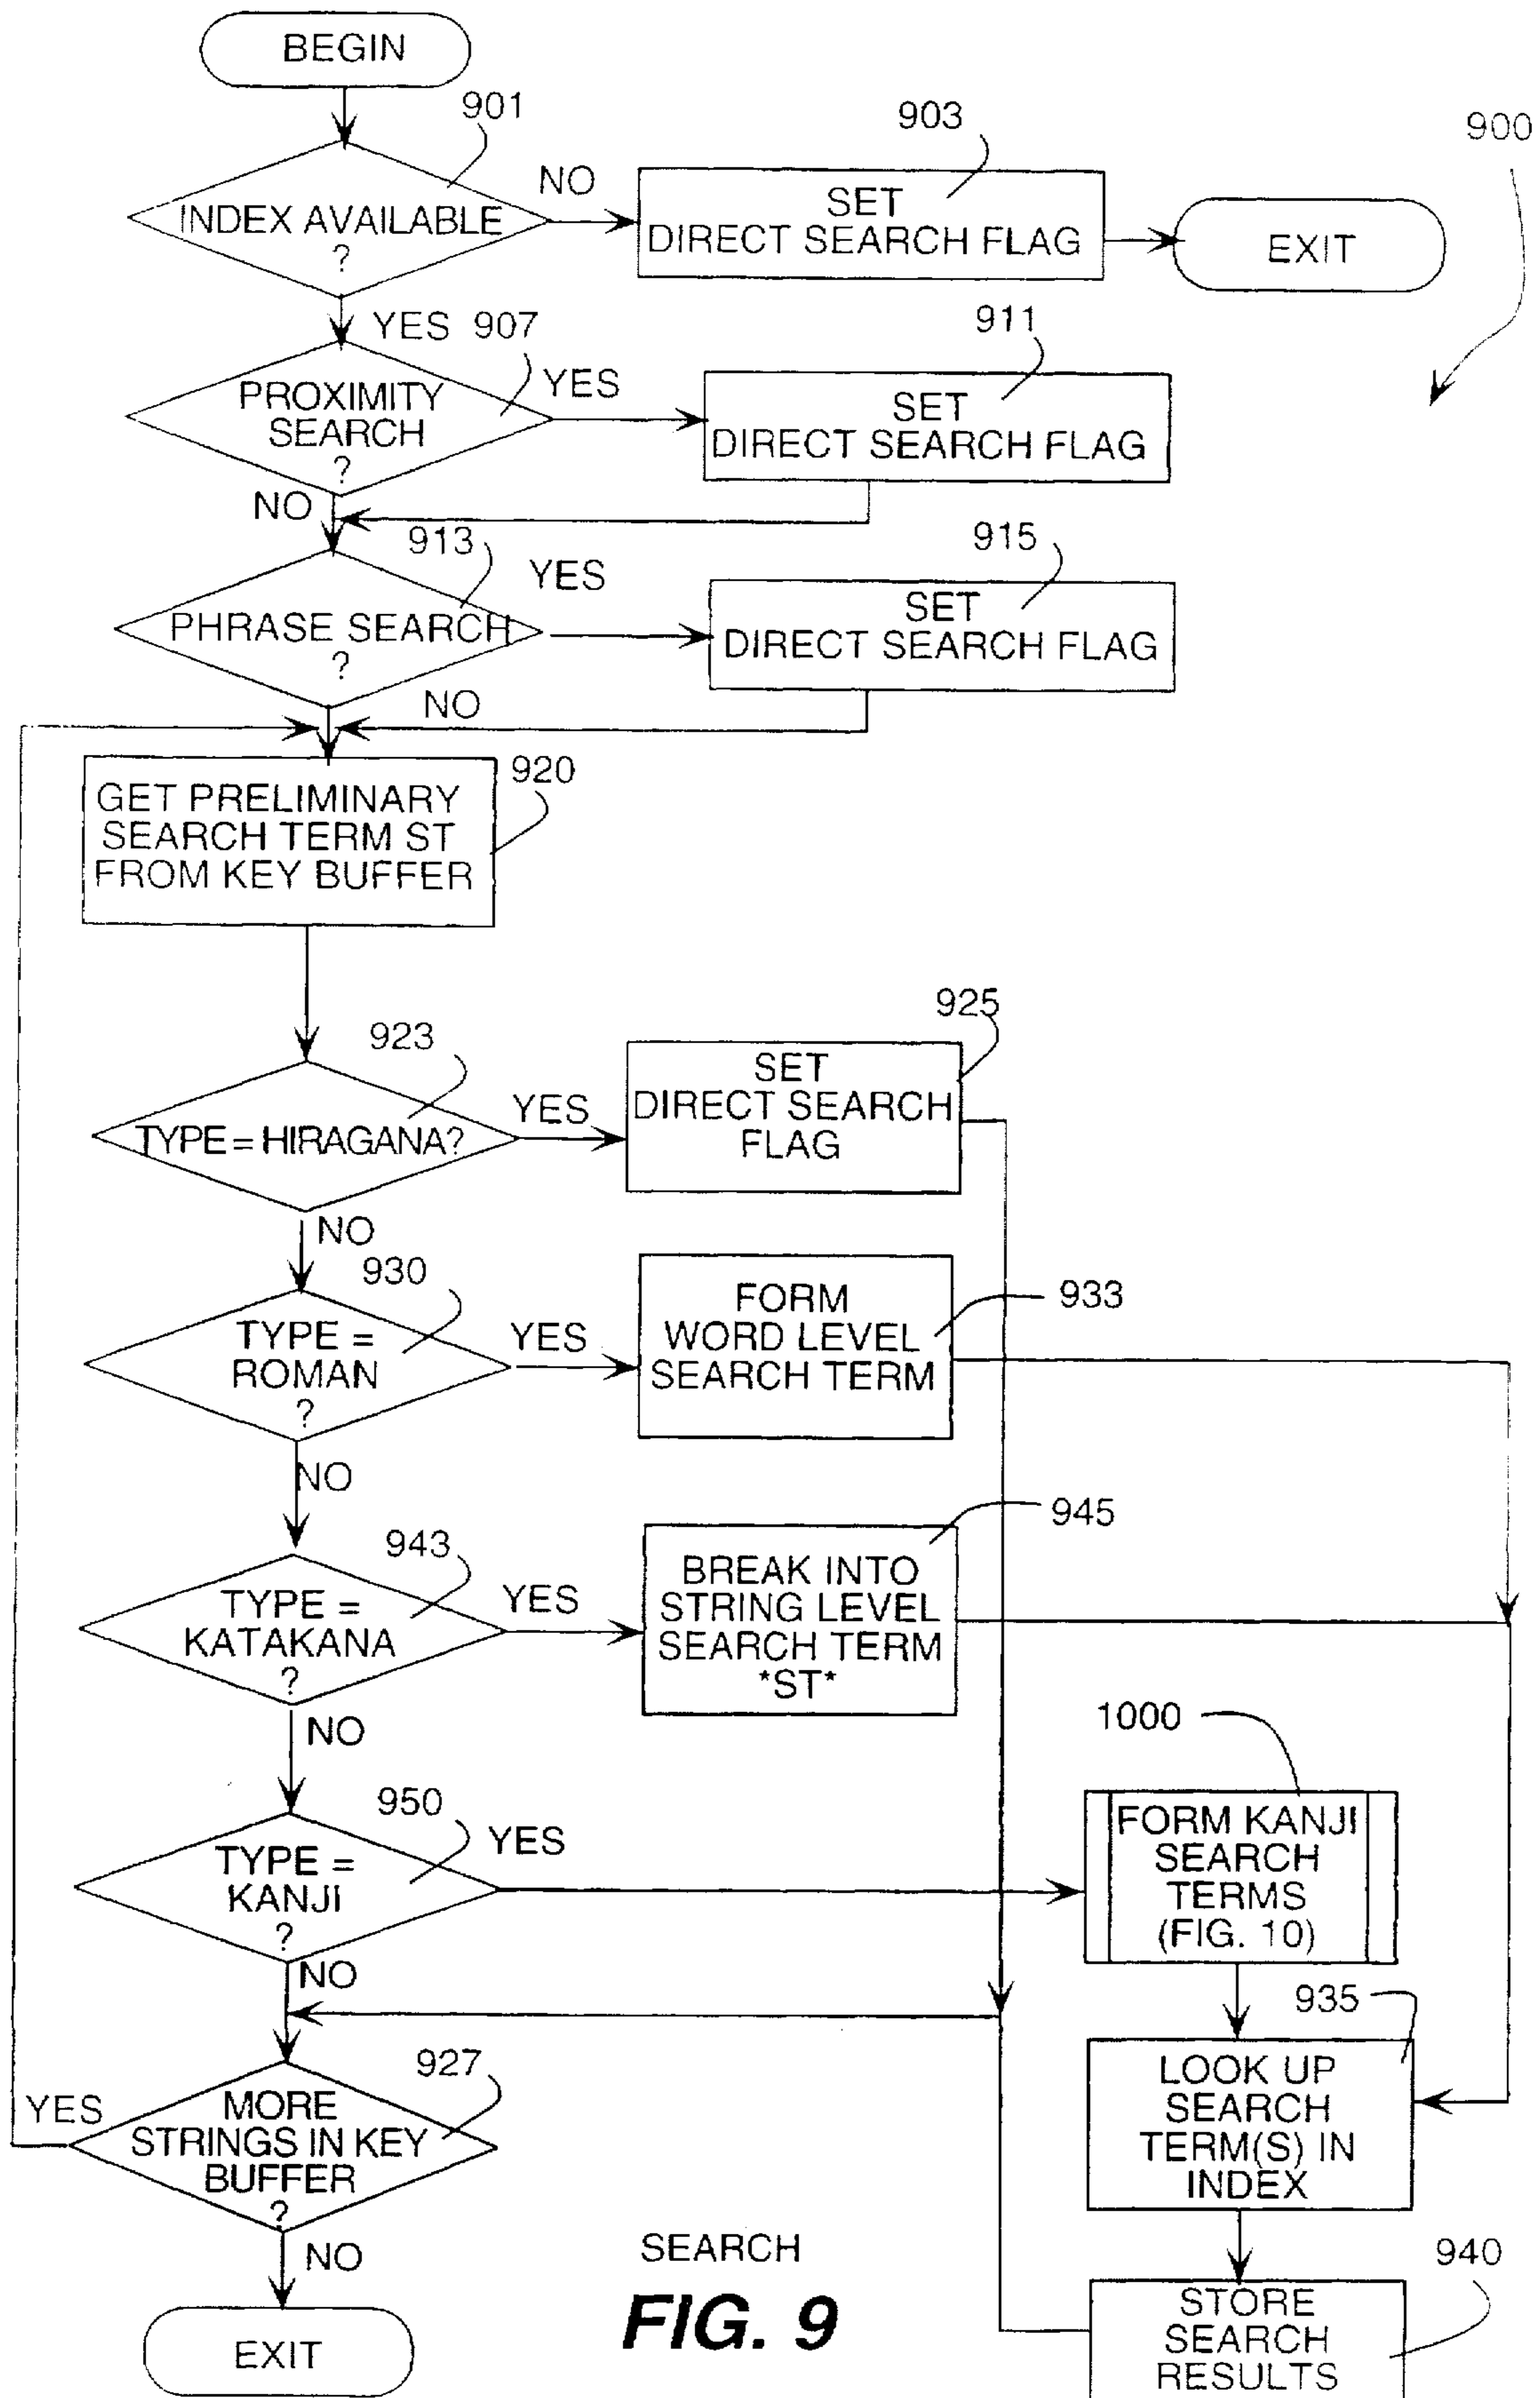 BEGIN
901
903
900
NO
INDEX AVAILABLE
?
SET
DIRECT SEARCH FLAG
EXIT
YES
907
911
PROXIMITY
SEARCH
?
YES
SET
DIRECT SEARCH FLAG
NO
913
915
YES
PHRASE SEARCH
?
SET
DIRECT SEARCH FLAG
NO
920
GET PRELIMINARY
SEARCH TERM ST
FROM KEY BUFFER
923
925
TYPE = HIRAGANA?
YES
SET
DIRECT SEARCH
FLAG
NO
930
933
TYPE =
ROMAN
?
YES
FORM
WORD LEVEL
SEARCH TERM
NO
943
945
TYPE =
KATAKANA
?
YES
BREAK INTO
STRING LEVEL
SEARCH TERM
*ST*
NO
950
1000
TYPE =
KANJI
?
YES
FORM KANJI
SEARCH
TERMS
(FIG. 10)
NO
935
927
YES
MORE
STRINGS IN KEY
BUFFER
?
LOOK UP
SEARCH
TERM(S) IN
INDEX
NO
940
EXIT
STORE
SEARCH
RESULTS
SEARCH
FIG. 9